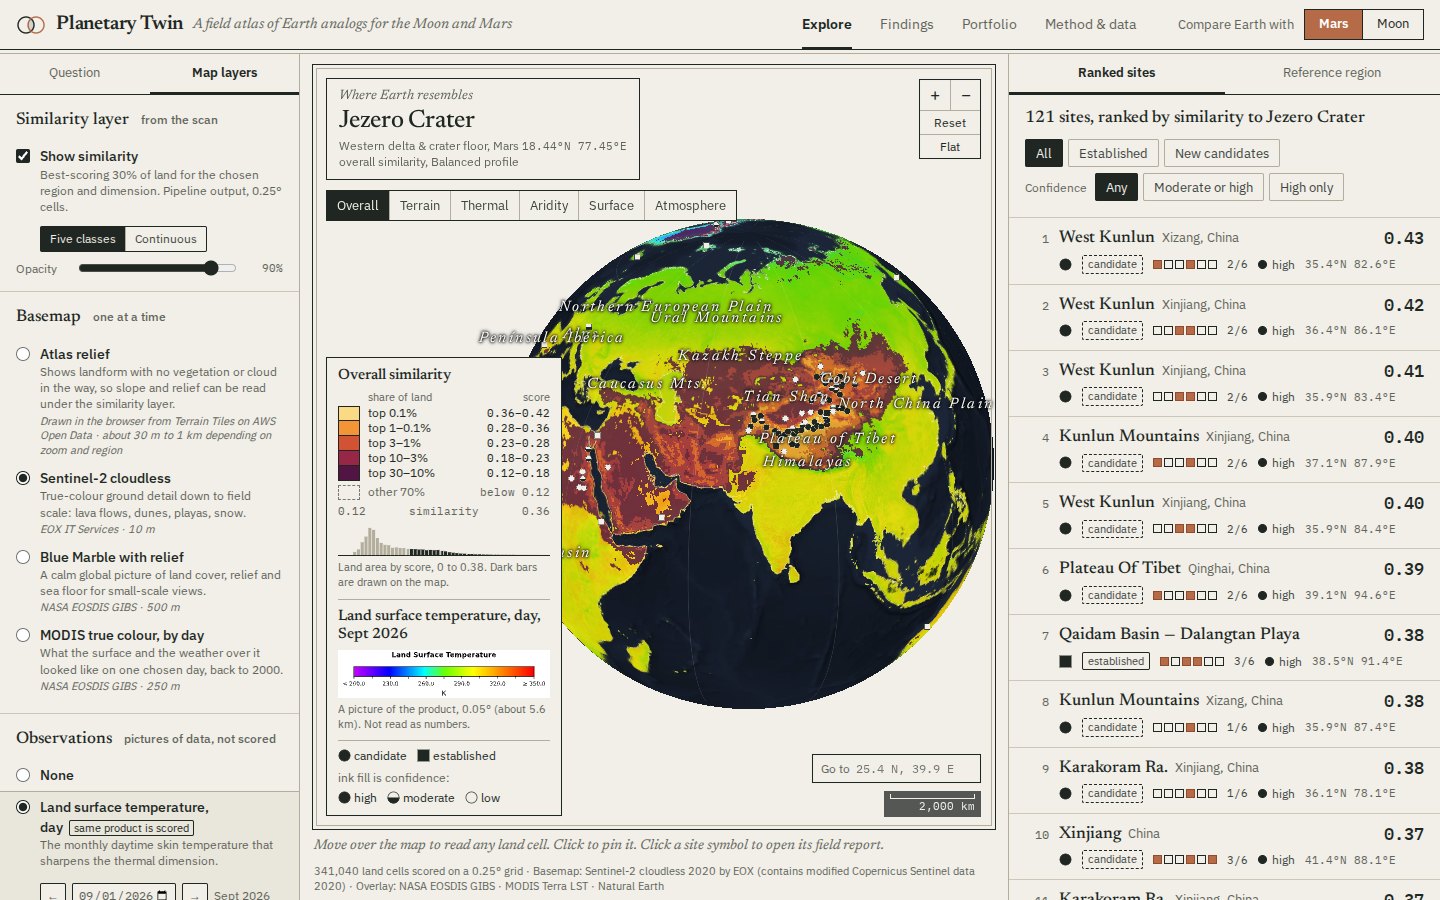 Planetary Twin
A field atlas of Earth analogs for the Moon and Mars
Explore
Findings
Portfolio
Method & data
Compare Earth with
Mars
Moon
Question
Map layers
Similarity layer from the scan
Show similarity
Best-scoring 30% of land for the chosen
region and dimension. Pipeline output, 0.25°
cells.
Five classes
Continuous
Opacity
90%
Basemap one at a time
Atlas relief
Shows landform with no vegetation or cloud
in the way, so slope and relief can be read
under the similarity layer.
Drawn in the browser from Terrain Tiles on AWS
Open Data · about 30 m to 1 km depending on
zoom and region
Sentinel-2 cloudless
True-colour ground detail down to field
scale: lava flows, dunes, playas, snow.
EOX IT Services · 10 m
Blue Marble with relief
A calm global picture of land cover, relief and
sea floor for small-scale views.
NASA EOSDIS GIBS · 500 m
MODIS true colour, by day
What the surface and the weather over it
looked like on one chosen day, back to 2000.
NASA EOSDIS GIBS · 250 m
Observations pictures of data, not scored
None
Land surface temperature,
day same product is scored
The monthly daytime skin temperature that
sharpens the thermal dimension.
← 09/01/2026 → Sept 2026
Where Earth resembles
Jezero Crater
Western delta & crater floor, Mars 18.44°N 77.45°E
overall similarity, Balanced profile
+ −
Reset
Flat
Overall
Terrain
Thermal
Aridity
Surface
Atmosphere
Northern European Plain
Ural Mountains
Península Ibérica
Kazakh Steppe
Caucasus Mts
Gobi Desert
Tian Shan
North China Plain
Plateau of Tibet
Himalayas
asin
Overall similarity
share of land score
top 0.1% 0.36–0.42
top 1–0.1% 0.28–0.36
top 3–1% 0.23–0.28
top 10–3% 0.18–0.23
top 30–10% 0.12–0.18
other 70% below 0.12
0.12 similarity 0.36
Land area by score, 0 to 0.38. Dark bars
are drawn on the map.
Land surface temperature, day,
Sept 2026
Land Surface Temperature
< 200.0 230.0 260.0 290.0 320.0 ≥ 350.0
K
A picture of the product, 0.05° (about 5.6
km). Not read as numbers.
candidate established
ink fill is confidence:
high moderate low
Go to 25.4 N, 39.9 E
2,000 km
Move over the map to read any land cell. Click to pin it. Click a site symbol to open its field report.
341,040 land cells scored on a 0.25° grid · Basemap: Sentinel-2 cloudless 2020 by EOX (contains modified Copernicus Sentinel data
2020) · Overlay: NASA EOSDIS GIBS · MODIS Terra LST · Natural Earth
Ranked sites
Reference region
121 sites, ranked by similarity to Jezero Crater
All
Established
New candidates
Confidence
Any
Moderate or high
High only
1 West Kunlun Xizang, China 0.43
candidate 2/6 high 35.4°N 82.6°E
2 West Kunlun Xinjiang, China 0.42
candidate 2/6 high 36.4°N 86.1°E
3 West Kunlun Xinjiang, China 0.41
candidate 2/6 high 35.9°N 83.4°E
4 Kunlun Mountains Xinjiang, China 0.40
candidate 2/6 high 37.1°N 87.9°E
5 West Kunlun Xinjiang, China 0.40
candidate 2/6 high 35.9°N 84.4°E
6 Plateau Of Tibet Qinghai, China 0.39
candidate 2/6 high 39.1°N 94.6°E
7 Qaidam Basin — Dalangtan Playa 0.38
established 3/6 high 38.5°N 91.4°E
8 Kunlun Mountains Xizang, China 0.38
candidate 1/6 high 35.9°N 87.4°E
9 Karakoram Ra. Xinjiang, China 0.38
candidate 1/6 high 36.1°N 78.1°E
10 Xinjiang China 0.37
candidate 3/6 high 41.4°N 88.1°E
11 Karakoram Ra. Xinjiang, China 0.37